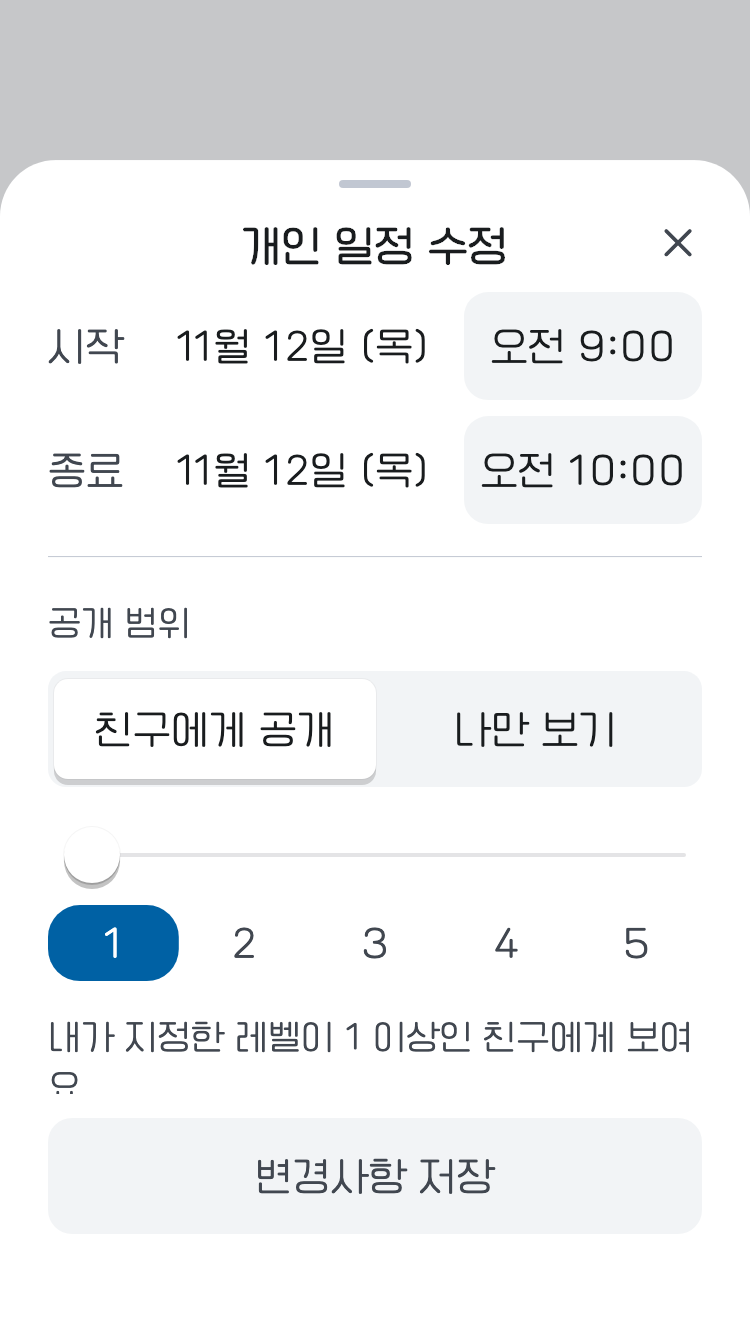 개인 일정 수정
시작 11월 12일 (목) 오전 9:00
종료 11월 12일 (목) 오전 10:00
공개 범위
친구에게 공개 나만 보기
1 2 3 4 5
내가 지정한 레벨이 1 이상인 친구에게 보여
요
변경사항 저장